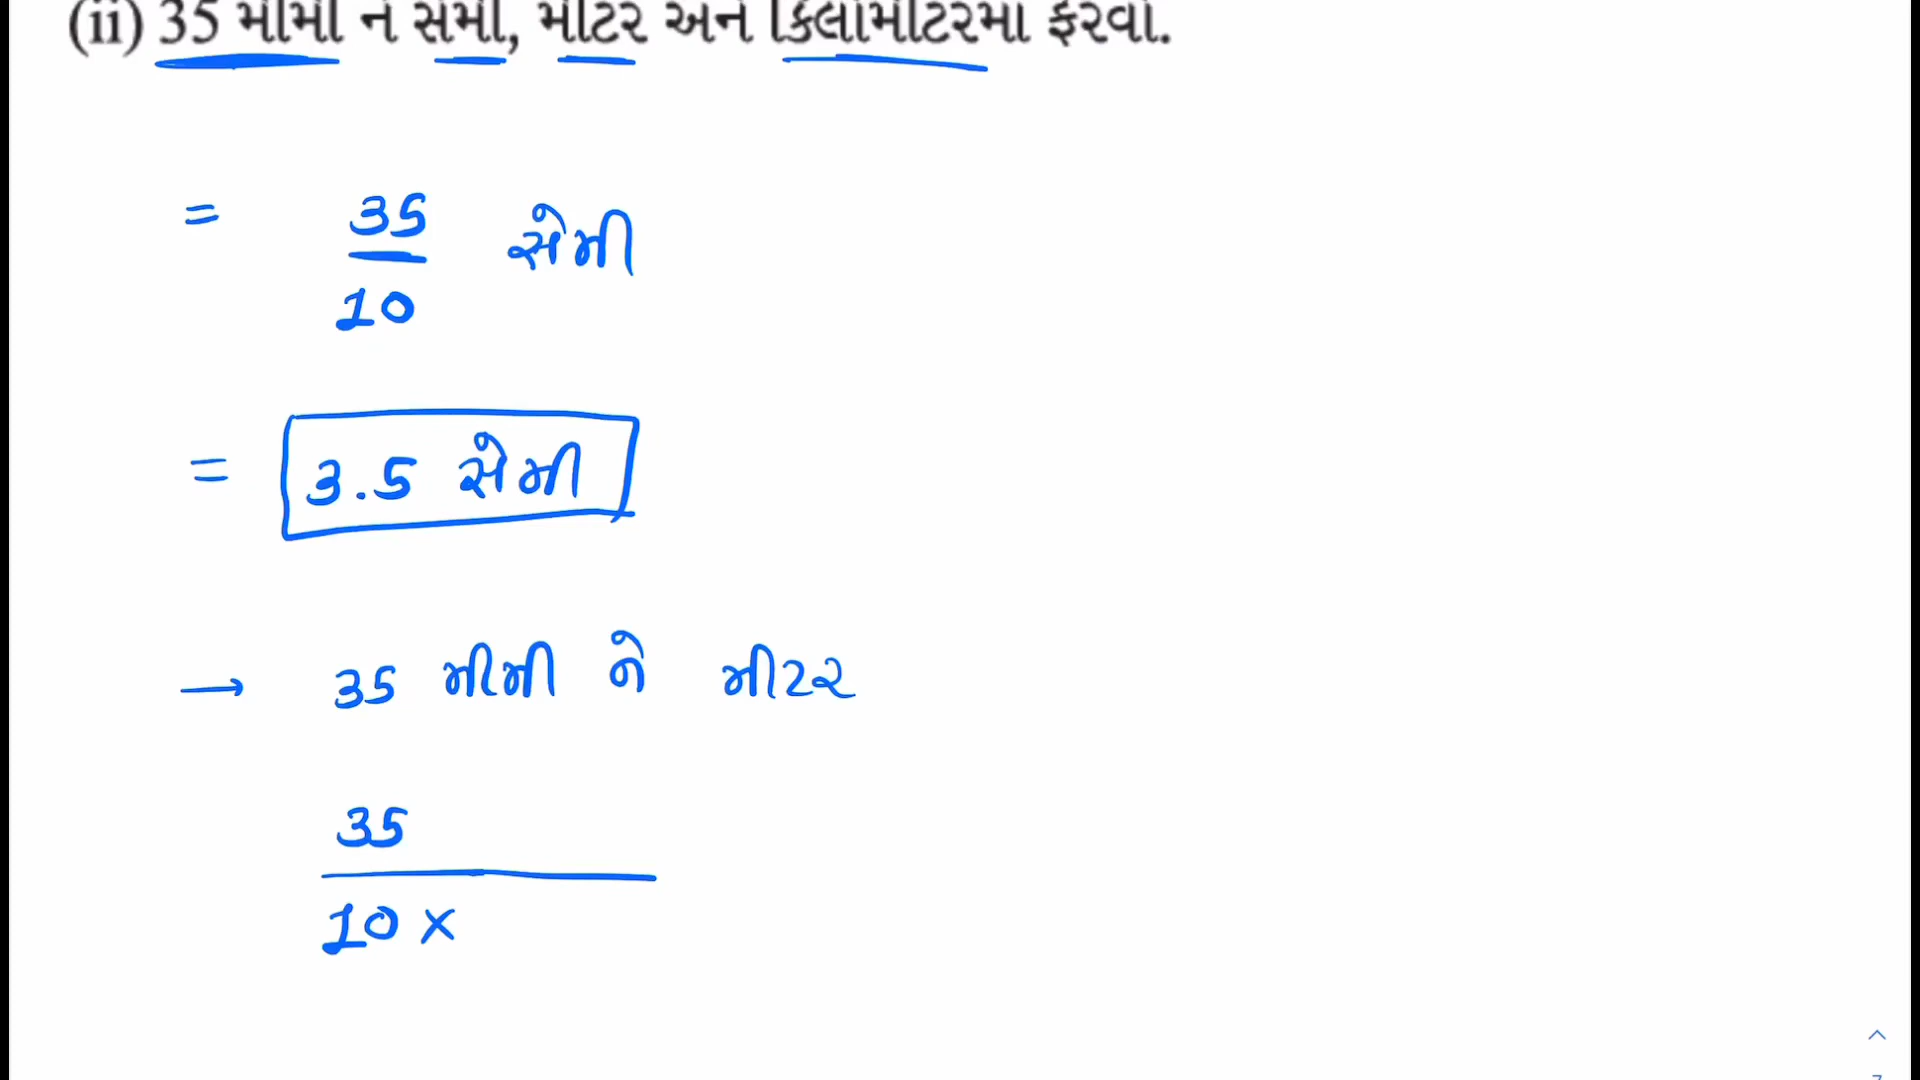 (ii) 35 મીમી ને સેમી, મીટર અને કિલોમીટરમાં ફેરવો.
= 35/10 સેમી
= 3.5 સેમી
→ 35 મીમી ને મીટર
35
10 ×